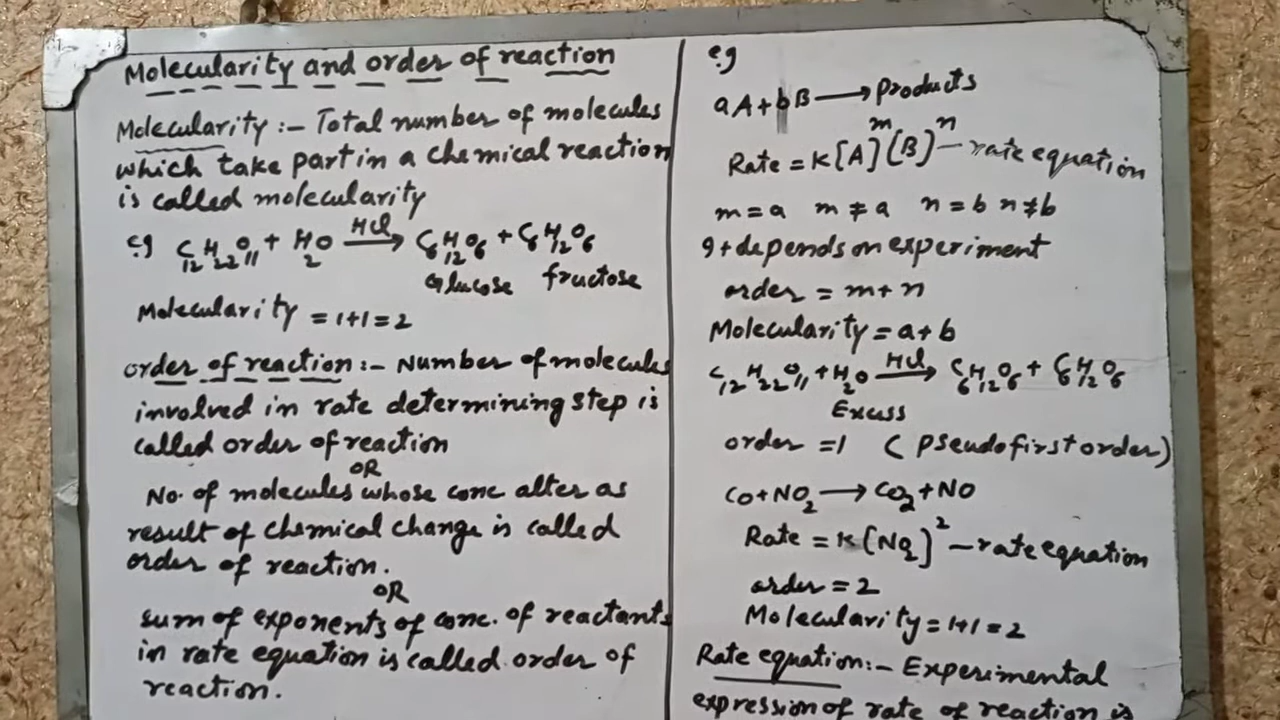 Molecularity and order of reaction
Molecularity :- Total number of molecules
which take part in a chemical reaction
is called molecularity
e.g C12H22O11 + H2O —HCl→ C6H12O6 + C6H12O6
Glucose fructose
Molecularity = 1+1 = 2
order of reaction :- Number of molecules
involved in rate determining step is
called order of reaction
OR
No. of molecules whose conc alter as
result of chemical change is called
order of reaction.
OR
sum of exponents of conc. of reactants
in rate equation is called order of
reaction.
e.g
aA + bB → Products
Rate = K[A]^m [B]^n - rate equation
m = a m ≠ a n = b n ≠ b
It depends on experiment
order = m + n
Molecularity = a + b
C12H22O11 + H2O —HCl→ C6H12O6 + C6H12O6
Excess
order = 1 (Pseudo first order)
CO + NO2 → CO2 + NO
Rate = K[NO2]^2 - rate equation
order = 2
Molecularity = 1+1 = 2
Rate equation :- Experimental
expression of rate of reaction is